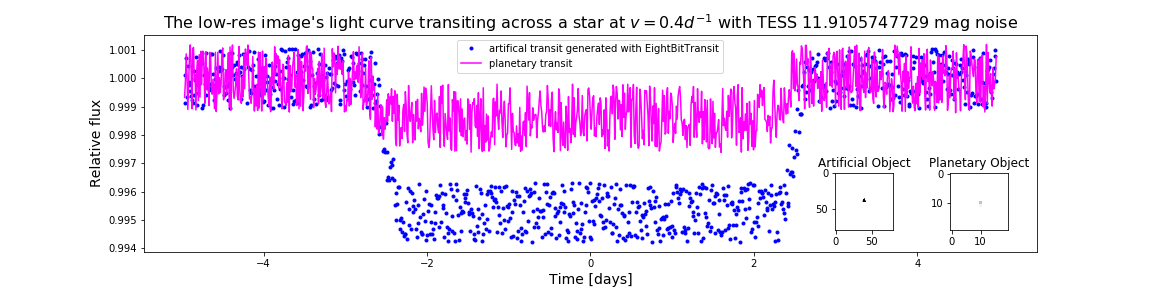 The low-res image's light curve transiting across a star at v = 0.4d⁻¹ with TESS 11.9105747729 mag noise
artifical transit generated with EightBitTransit
planetary transit
Relative flux
1.001
1.000
0.999
0.998
0.997
0.996
0.995
0.994
Artificial Object
0
50
0 50
Planetary Object
0
10
0 10
−4 −2 0 2 4
Time [days]